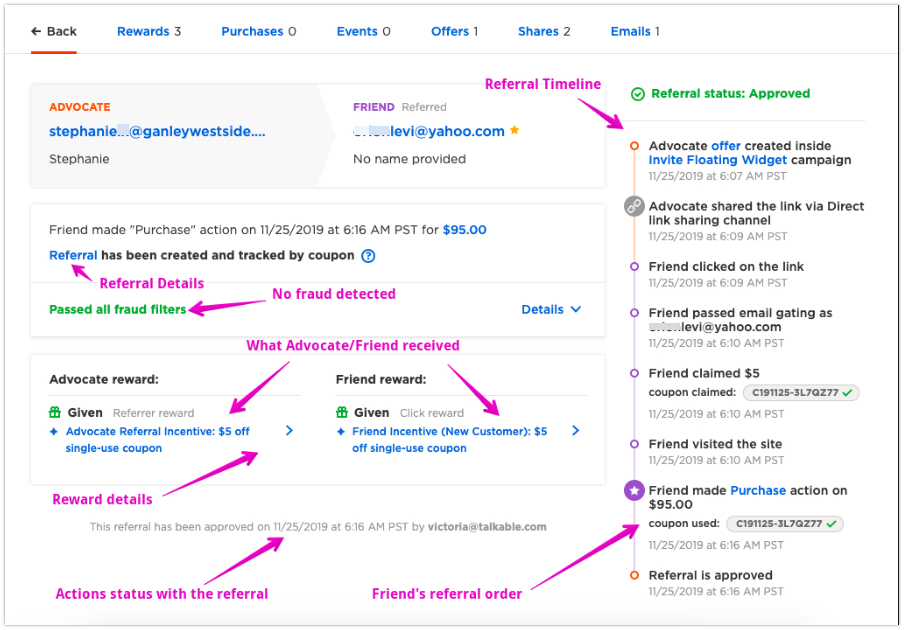 ← Back Rewards 3 Purchases 0 Events 0 Offers 1 Shares 2 Emails 1
Referral Timeline
Referral status: Approved
ADVOCATE
stephanie @ganleywestside....
Stephanie
FRIEND Referred
levi@yahoo.com
No name provided
Friend made "Purchase" action on 11/25/2019 at 6:16 AM PST for $95.00
Referral has been created and tracked by coupon ?
Referral Details
No fraud detected
Passed all fraud filters
Details
What Advocate/Friend received
Advocate reward:
Given Referrer reward
Advocate Referral Incentive: $5 off
single-use coupon
Friend reward:
Given Click reward
Friend Incentive (New Customer): $5
off single-use coupon
Reward details
This referral has been approved on 11/25/2019 at 6:16 AM PST by victoria@talkable.com
Actions status with the referral
Friend's referral order
Advocate offer created inside
Invite Floating Widget campaign
11/25/2019 at 6:07 AM PST
Advocate shared the link via Direct
link sharing channel
11/25/2019 at 6:09 AM PST
Friend clicked on the link
11/25/2019 at 6:09 AM PST
Friend passed email gating as
levi@yahoo.com
11/25/2019 at 6:10 AM PST
Friend claimed $5
coupon claimed: C191125-3L7QZ77 ✓
11/25/2019 at 6:10 AM PST
Friend visited the site
11/25/2019 at 6:10 AM PST
Friend made Purchase action on
$95.00
coupon used: C191125-3L7QZ77 ✓
11/25/2019 at 6:16 AM PST
Referral is approved
11/25/2019 at 6:16 AM PST